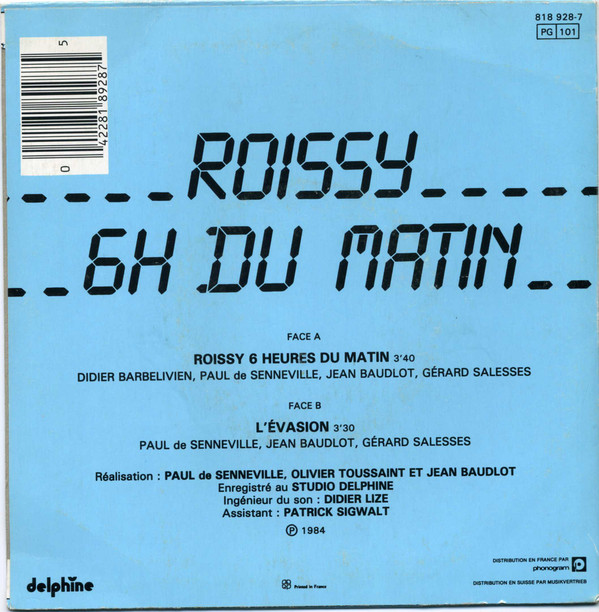 818 928-7
PG 101
5
42281 89287
0
ROISSY
6H DU MATIN
FACE A
ROISSY 6 HEURES DU MATIN 3'40
DIDIER BARBELIVIEN, PAUL de SENNEVILLE, JEAN BAUDLOT, GÉRARD SALESSES
FACE B
L'ÉVASION 3'30
PAUL de SENNEVILLE, JEAN BAUDLOT, GÉRARD SALESSES
Réalisation : PAUL de SENNEVILLE, OLIVIER TOUSSAINT ET JEAN BAUDLOT
Enregistré au STUDIO DELPHINE
Ingénieur du son : DIDIER LIZE
Assistant : PATRICK SIGWALT
Ⓟ 1984
delphine
Printed in France
DISTRIBUTION EN FRANCE PAR
phonogram
DISTRIBUTION EN SUISSE PAR MUSIKVERTRIEB